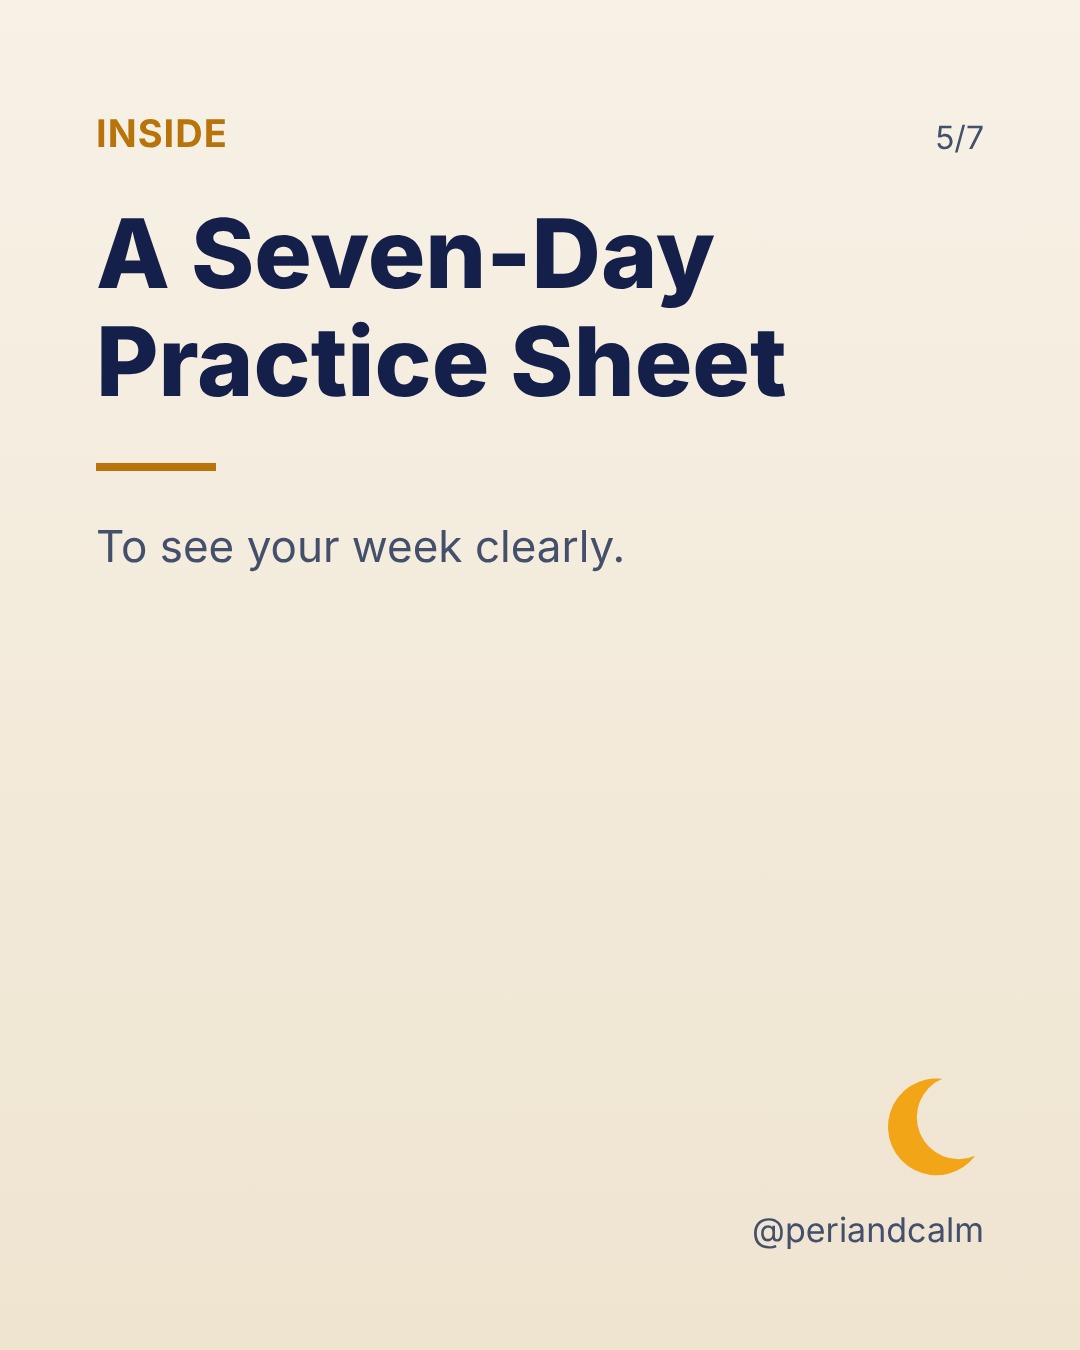 INSIDE
5/7
A Seven-Day
Practice Sheet
To see your week clearly.
@periandcalm